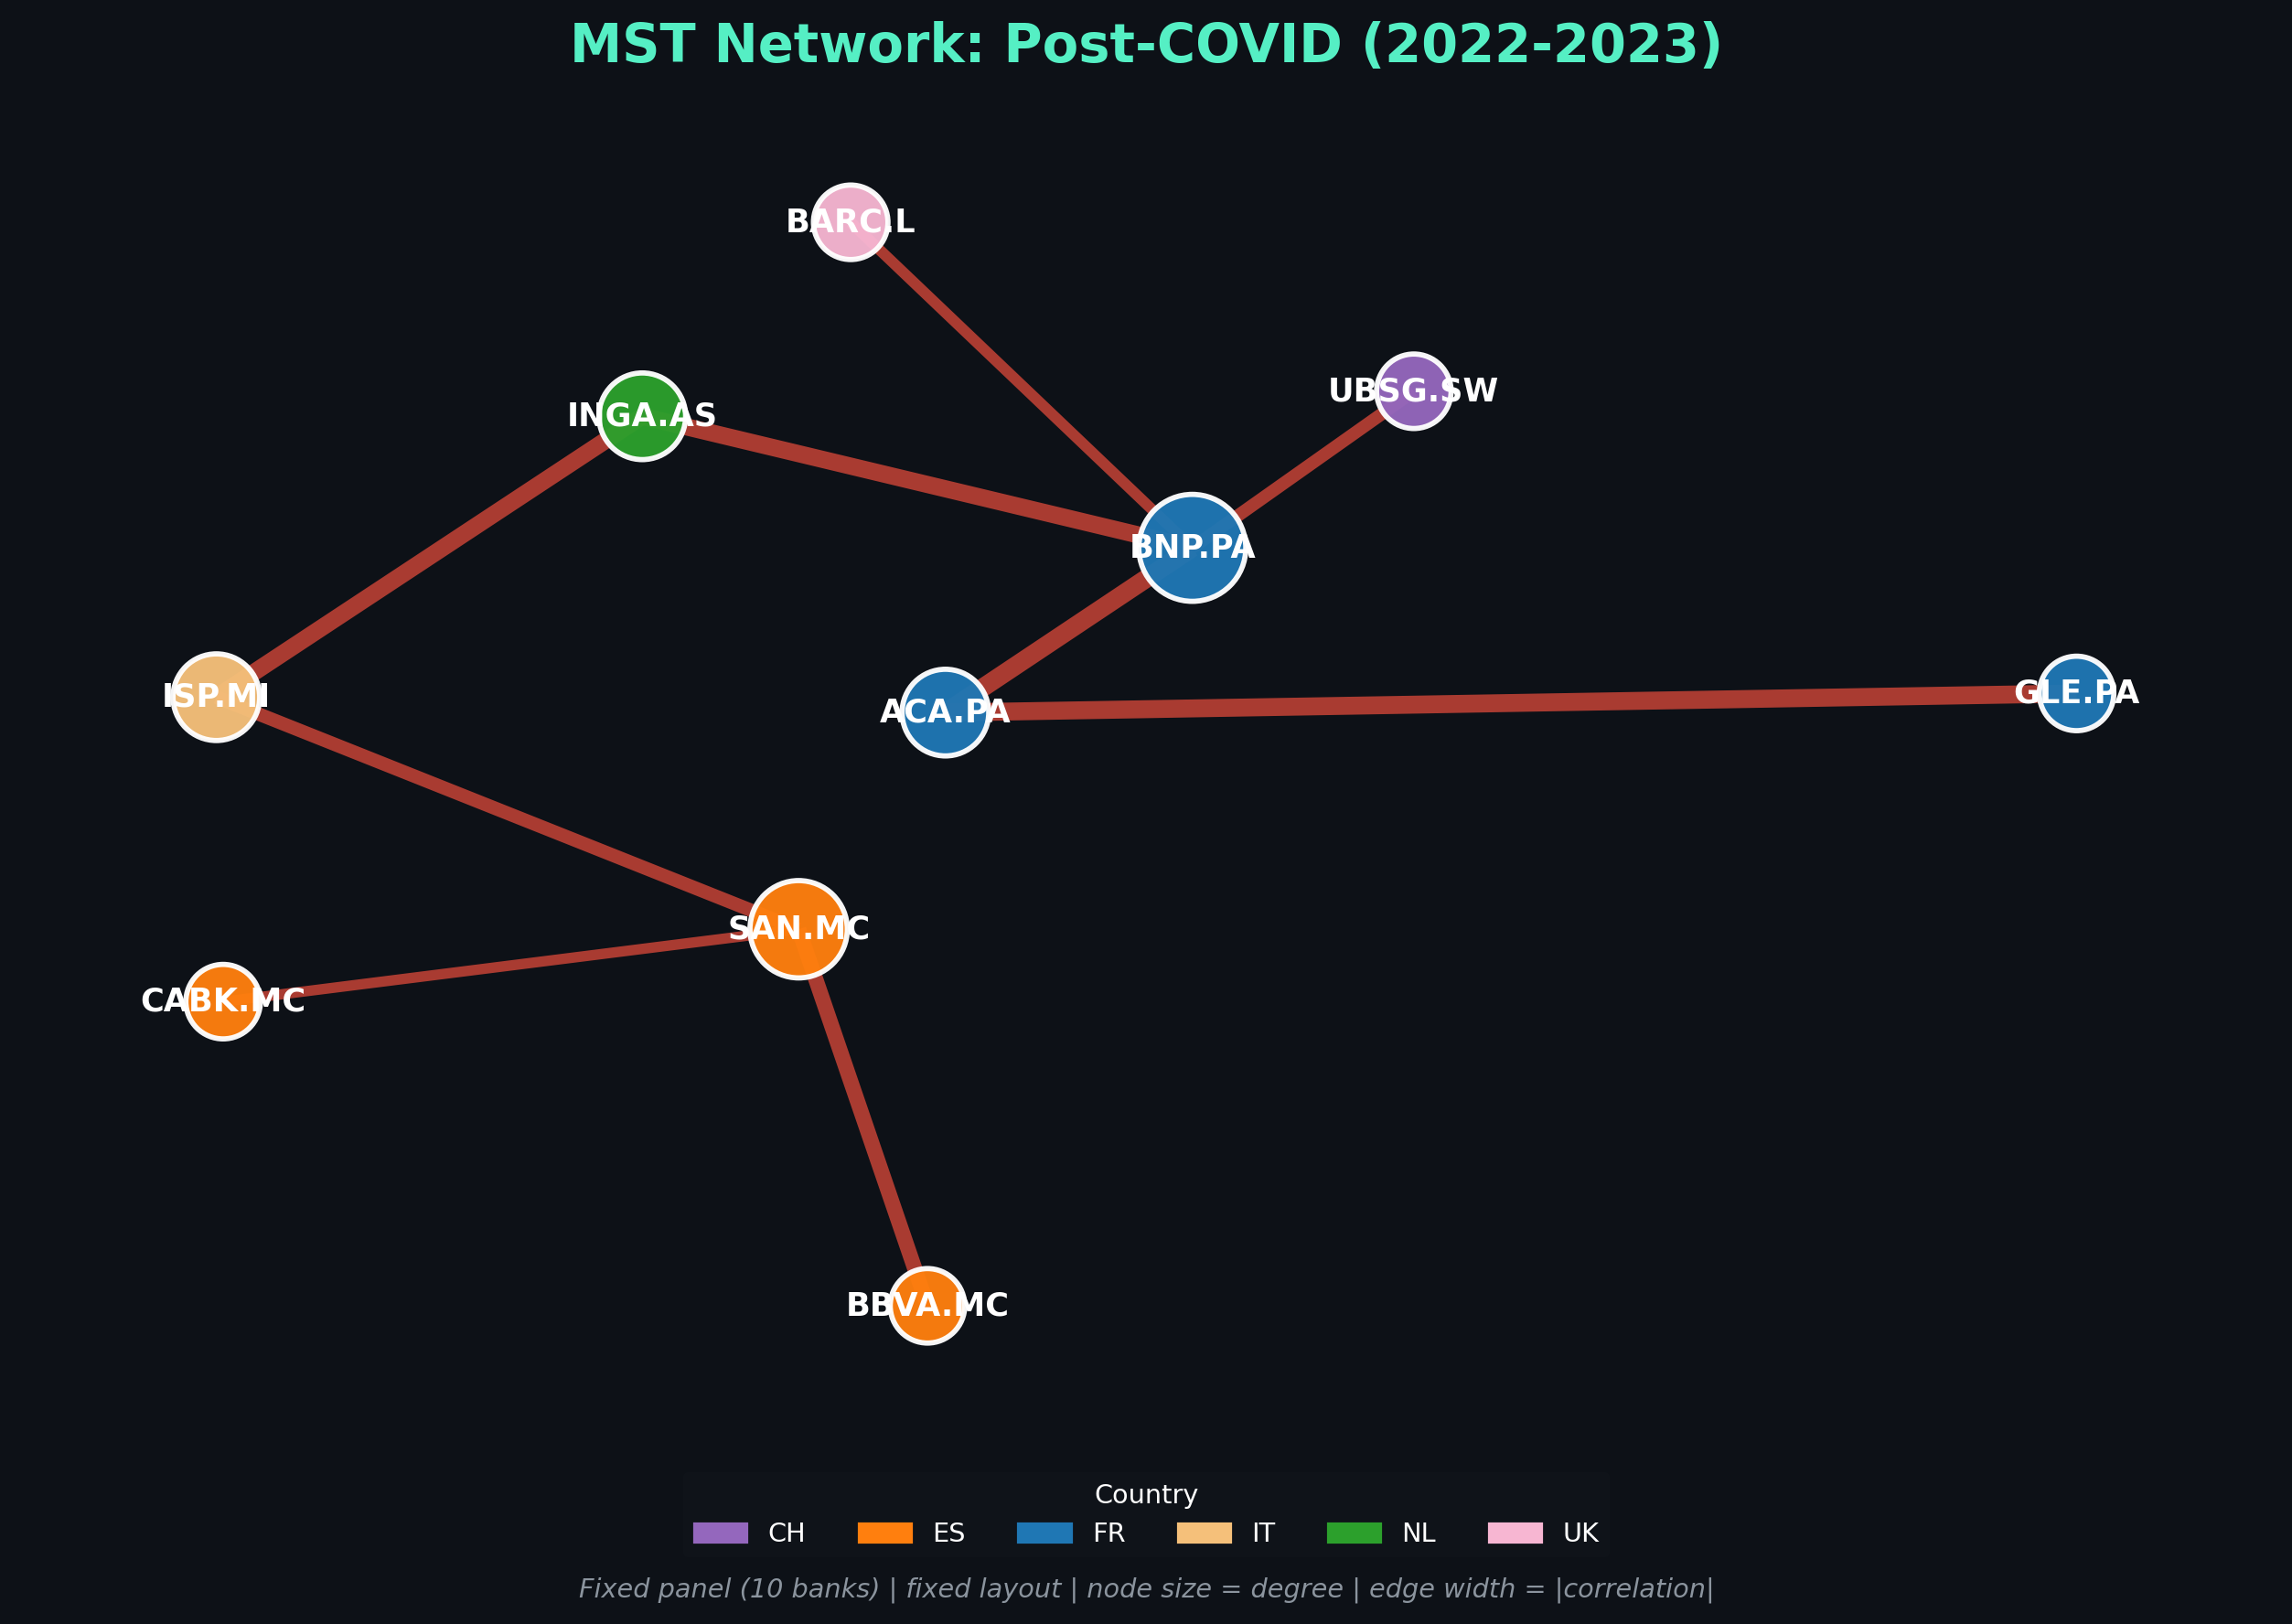 MST Network: Post-COVID (2022-2023)
BARC.L
UBSG.SW
INGA.AS
BNP.PA
ISP.MI
ACA.PA
GLE.PA
SAN.MC
CABK.MC
BBVA.MC
Country
CH ES FR IT NL UK
Fixed panel (10 banks) | fixed layout | node size = degree | edge width = |correlation|